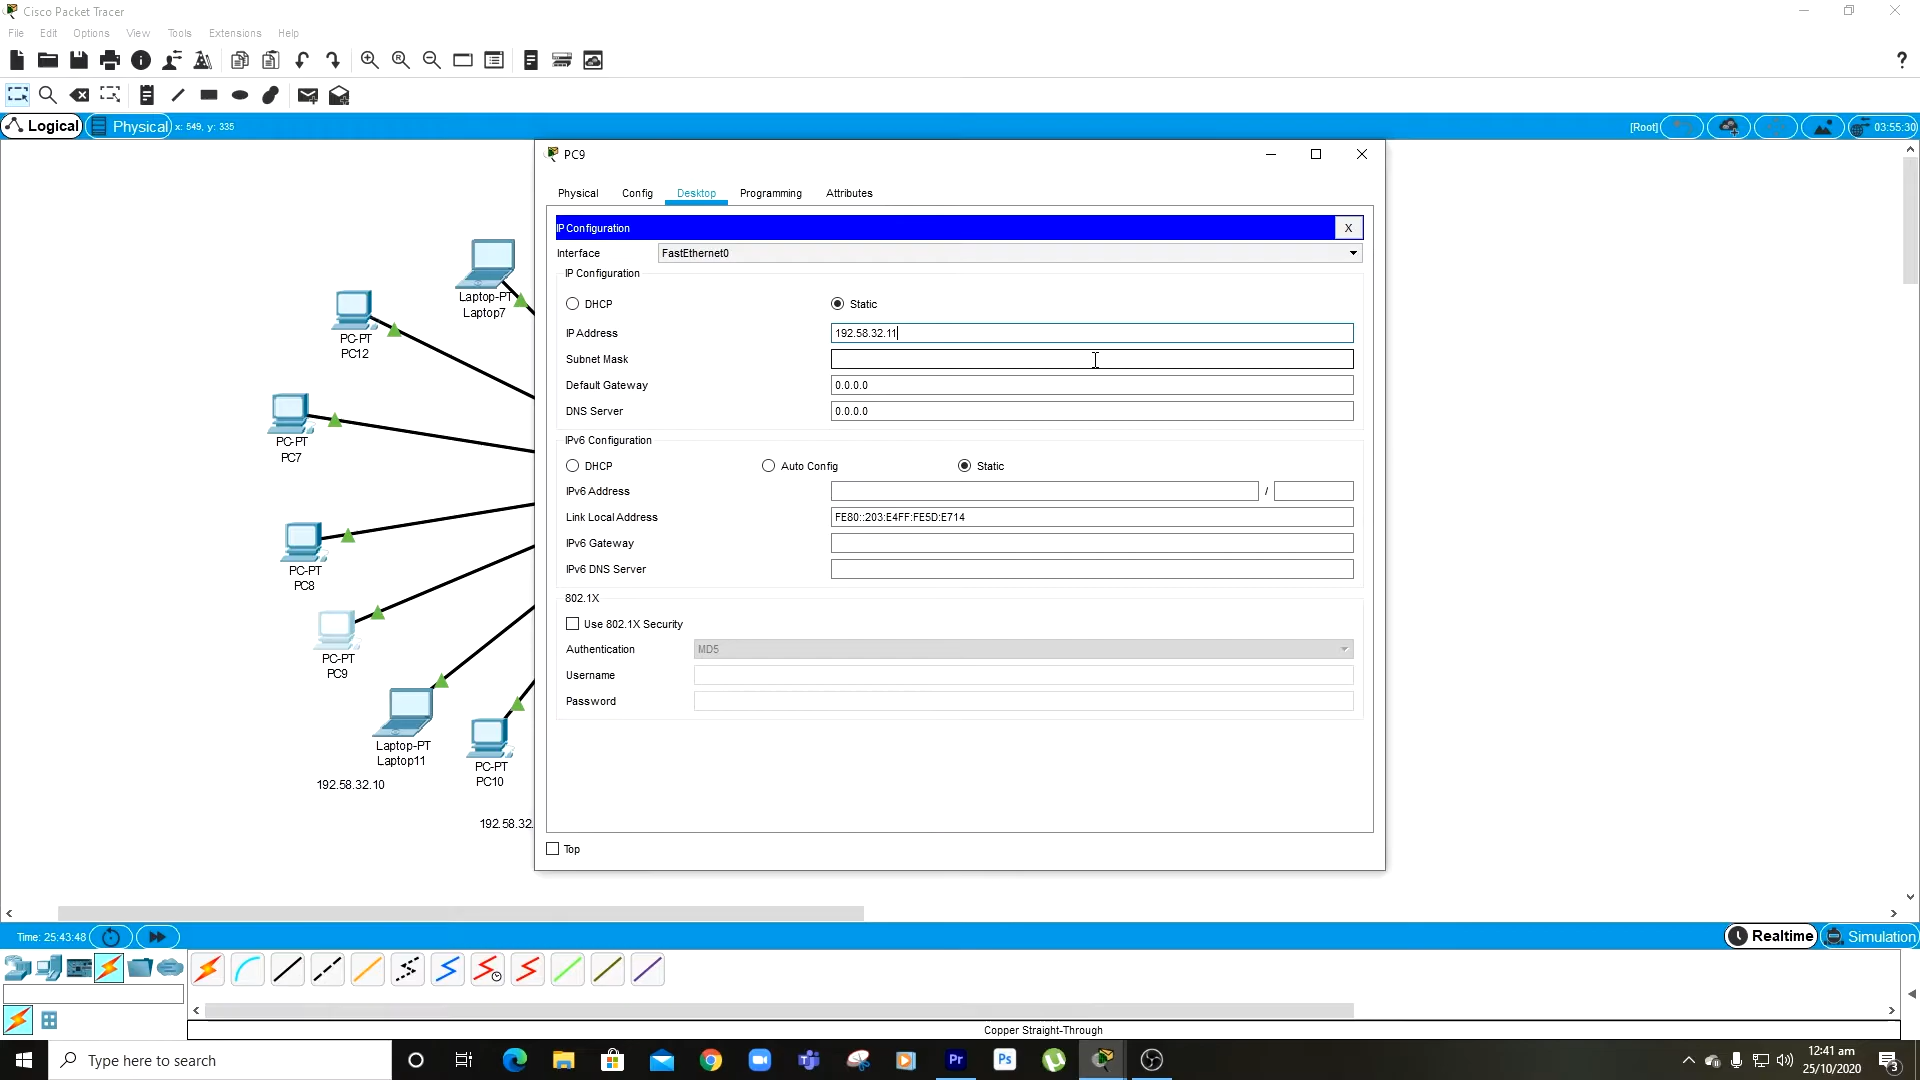 Cisco Packet Tracer
File Edit Options View Tools Extensions Help
Logical Physical x: 549, y: 335 [Root] 03:55:30
PC9
Physical Config Desktop Programming Attributes
IP Configuration X
Interface FastEthernet0
IP Configuration
DHCP Static
IP Address 192.58.32.11
Subnet Mask
Default Gateway 0.0.0.0
DNS Server 0.0.0.0
IPv6 Configuration
DHCP Auto Config Static
IPv6 Address /
Link Local Address FE80::203:E4FF:FE5D:E714
IPv6 Gateway
IPv6 DNS Server
802.1X
Use 802.1X Security
Authentication MD5
Username
Password
Top
Laptop-PT
Laptop7
PC-PT
PC12
PC-PT
PC7
PC-PT
PC8
PC-PT
PC9
Laptop-PT
Laptop11
192.58.32.10
PC-PT
PC10
192.58.32.
Time: 25:43:48 Realtime Simulation
Copper Straight-Through
Type here to search
Pr Ps
12:41 am
25/10/2020
3